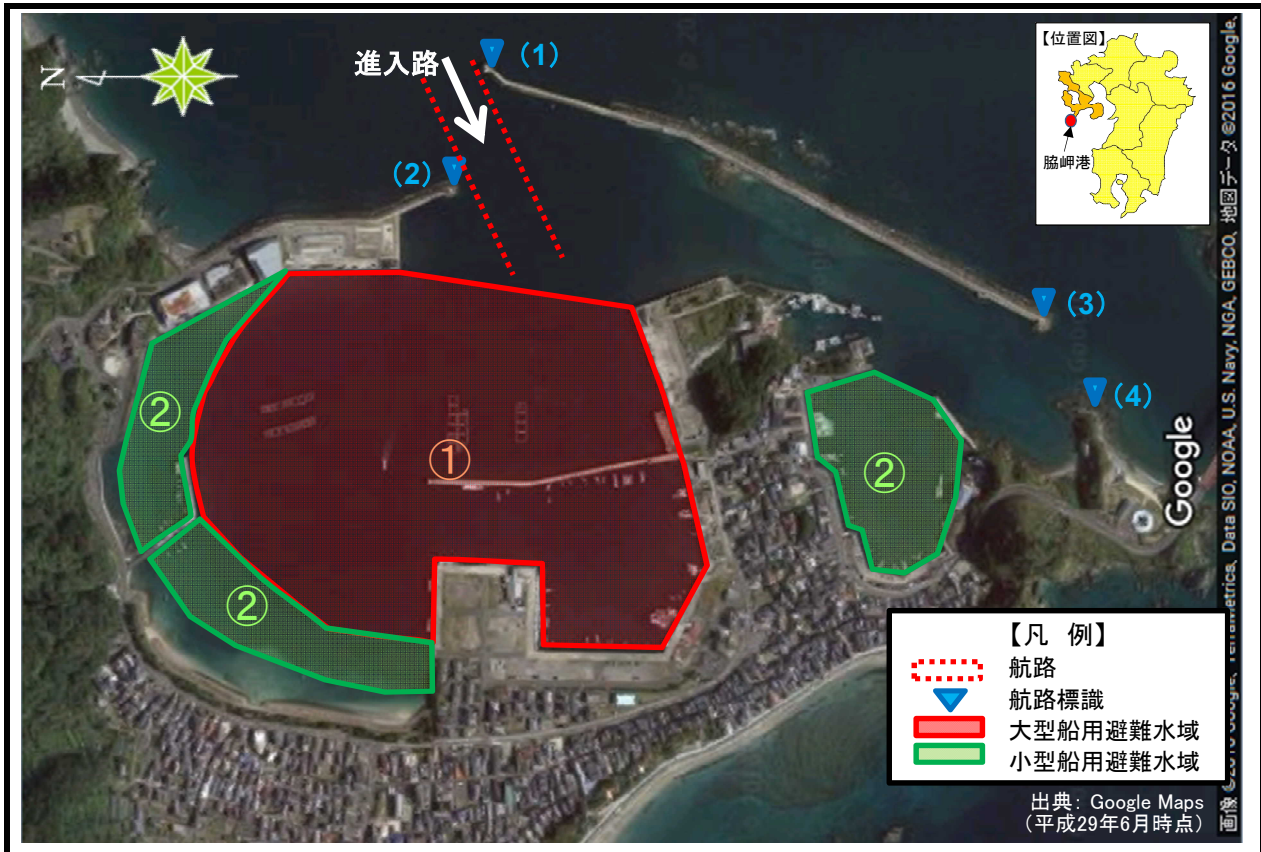 N
進入路
(1)
(2)
(3)
(4)
【位置図】
脇岬港
①
②
②
②
Google
画像 ©2016 Google, TerraMetrics, Data SIO, NOAA, U.S. Navy, NGA, GEBCO, 地図データ ©2016 Google,
【凡 例】
航路
航路標識
大型船用避難水域
小型船用避難水域
出典: Google Maps
(平成29年6月時点)